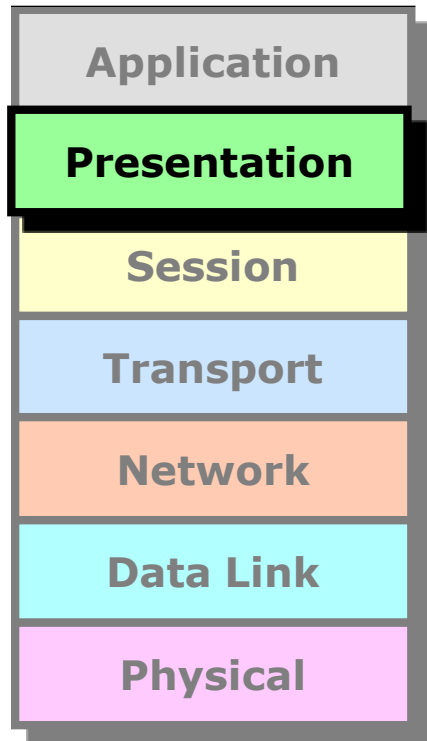 Application
Presentation
Session
Transport
Network
Data Link
Physical